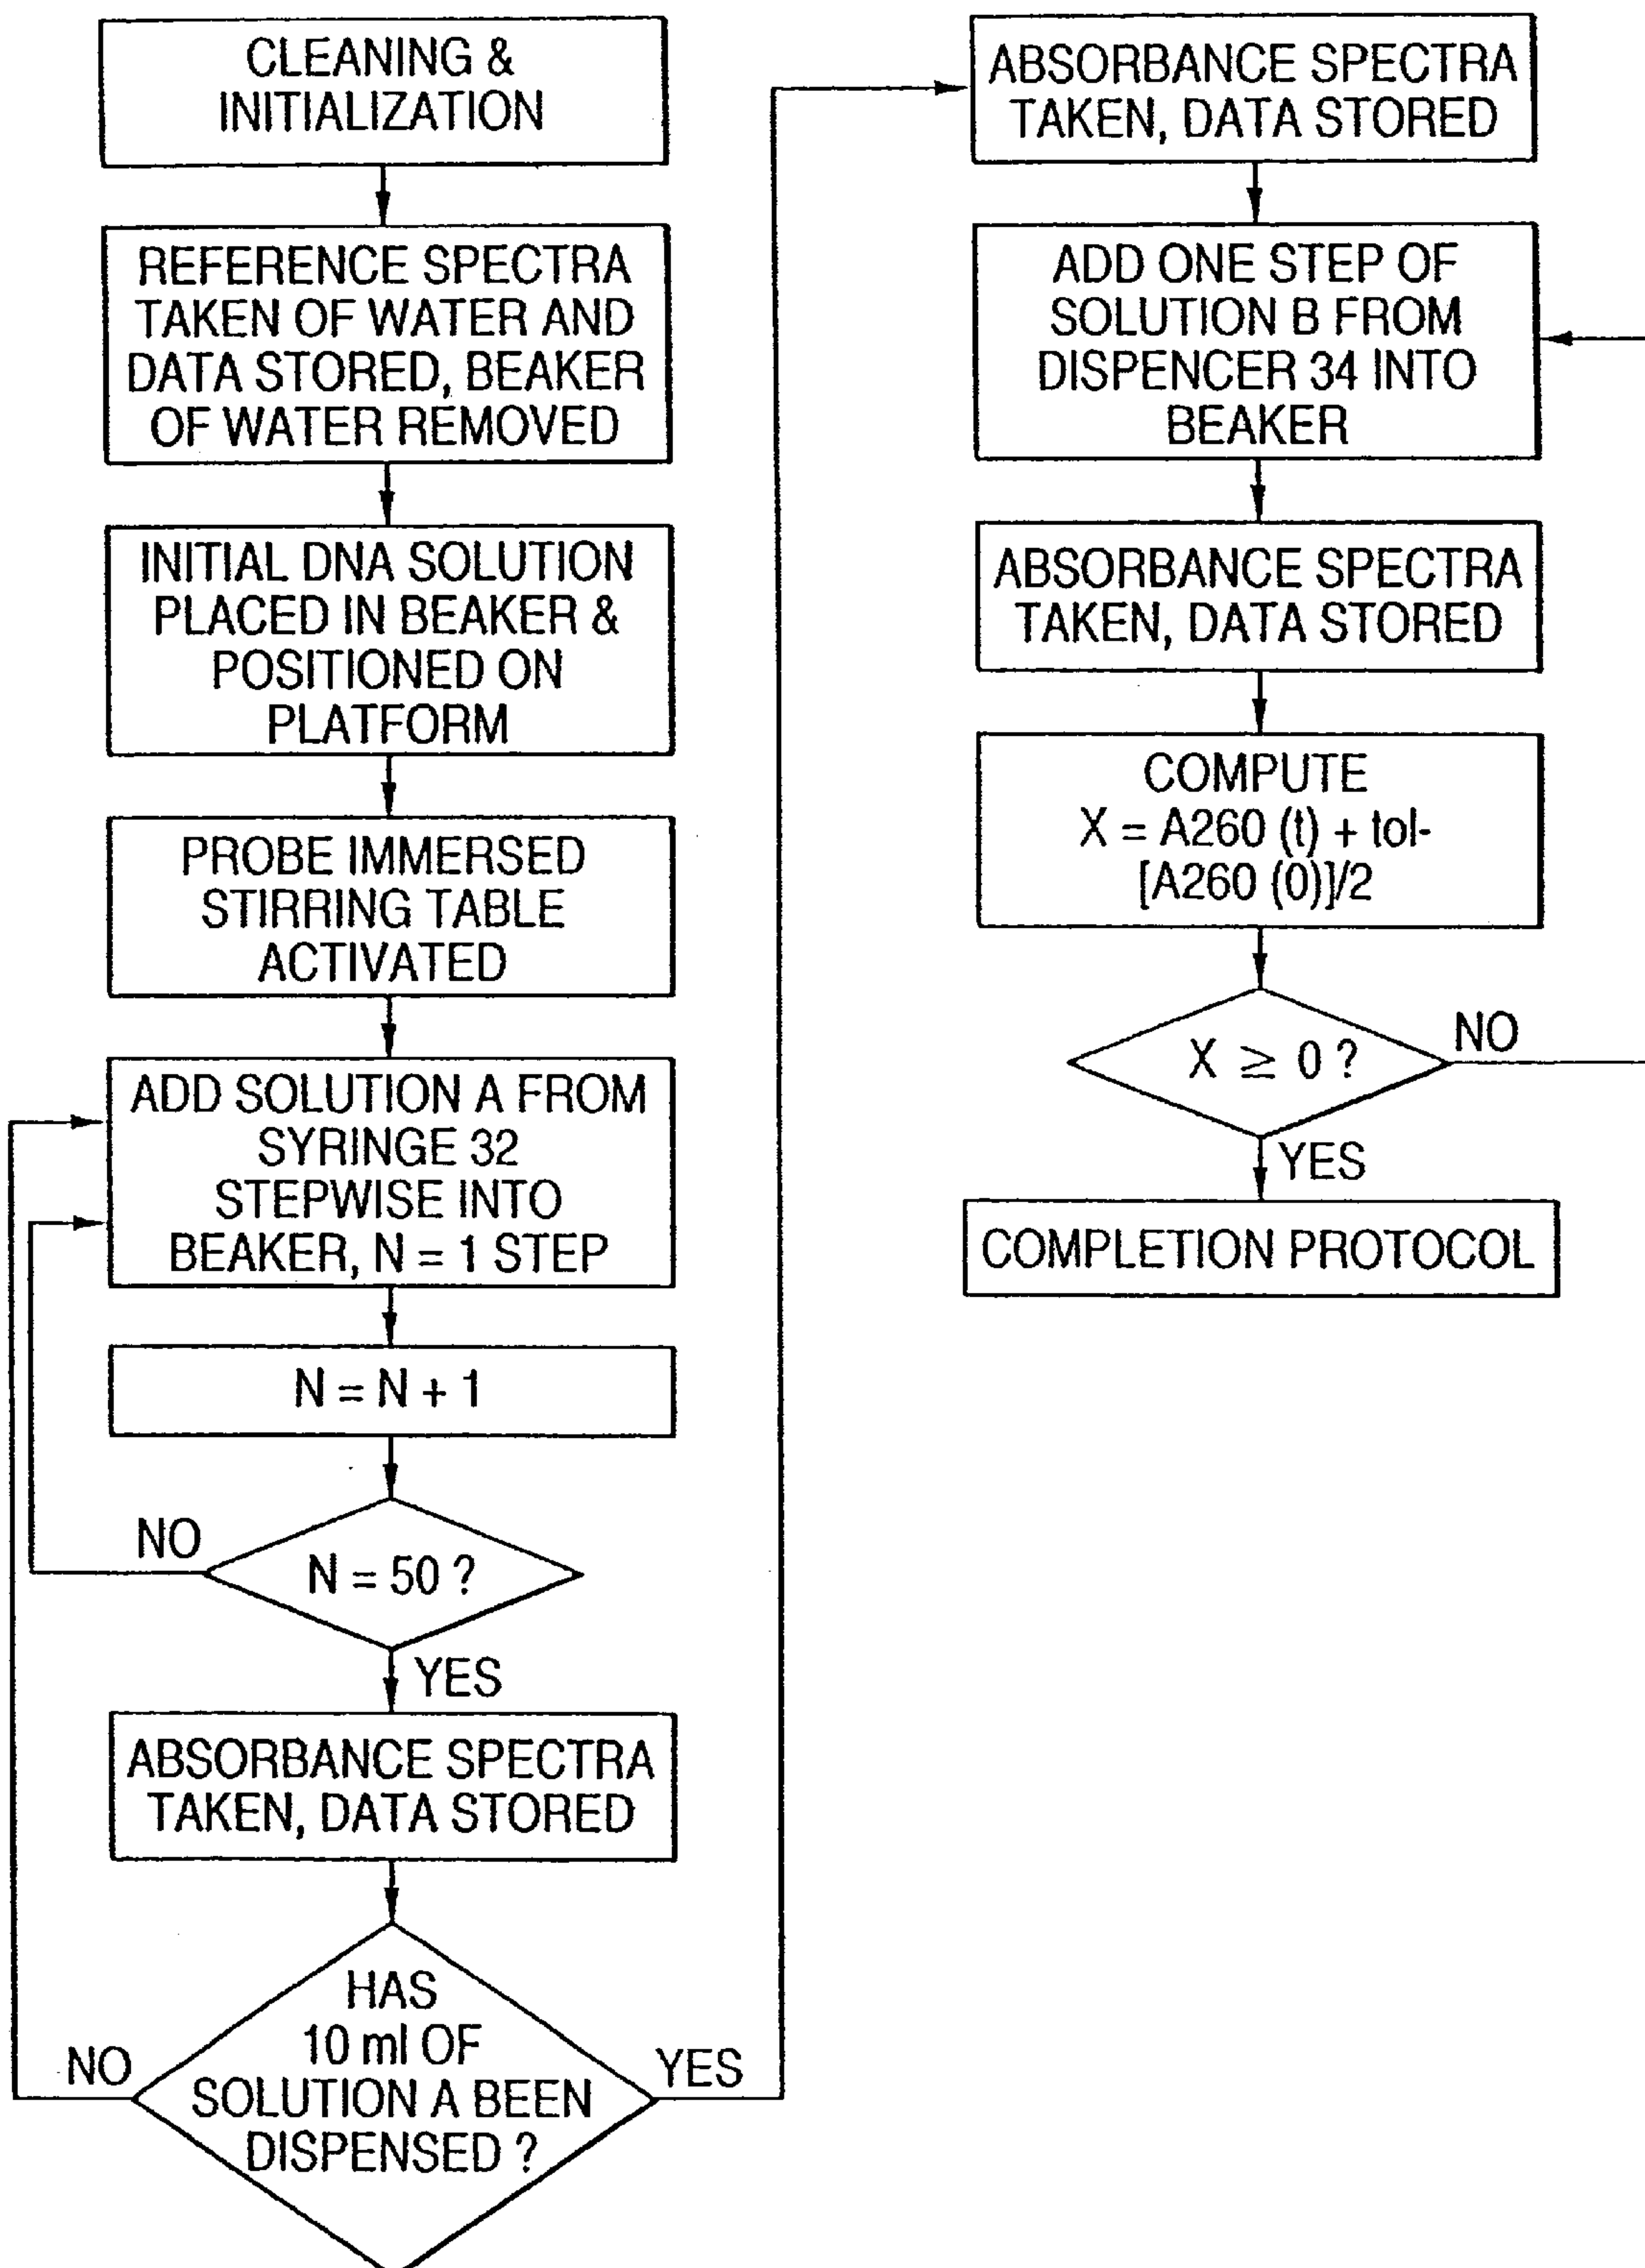 CLEANING &
INITIALIZATION
REFERENCE SPECTRA
TAKEN OF WATER AND
DATA STORED, BEAKER
OF WATER REMOVED
INITIAL DNA SOLUTION
PLACED IN BEAKER &
POSITIONED ON
PLATFORM
PROBE IMMERSED
STIRRING TABLE
ACTIVATED
ADD SOLUTION A FROM
SYRINGE 32
STEPWISE INTO
BEAKER, N = 1 STEP
N = N + 1
NO
N = 50 ?
YES
ABSORBANCE SPECTRA
TAKEN, DATA STORED
HAS
10 ml OF
SOLUTION A BEEN
DISPENSED ?
NO
YES
ABSORBANCE SPECTRA
TAKEN, DATA STORED
ADD ONE STEP OF
SOLUTION B FROM
DISPENCER 34 INTO
BEAKER
ABSORBANCE SPECTRA
TAKEN, DATA STORED
COMPUTE
X = A260 (t) + tol-
[A260 (0)]/2
X ≥ 0 ?
NO
YES
COMPLETION PROTOCOL